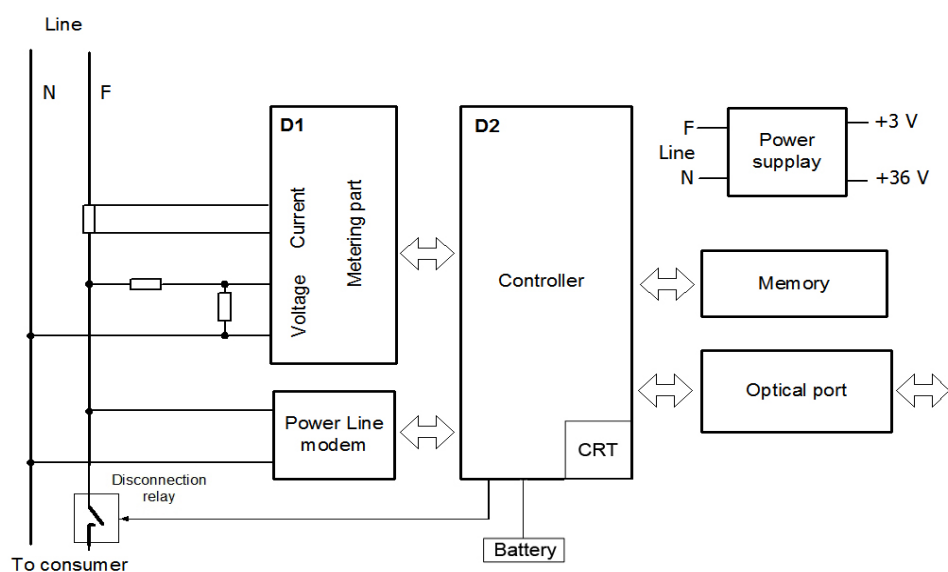 Line
N
F
D1
Current
Voltage
Metering part
D2
Controller
CRT
F
Line
N
Power
supplay
+3 V
+36 V
Memory
Optical port
Power Line
modem
Disconnection
relay
Battery
To consumer